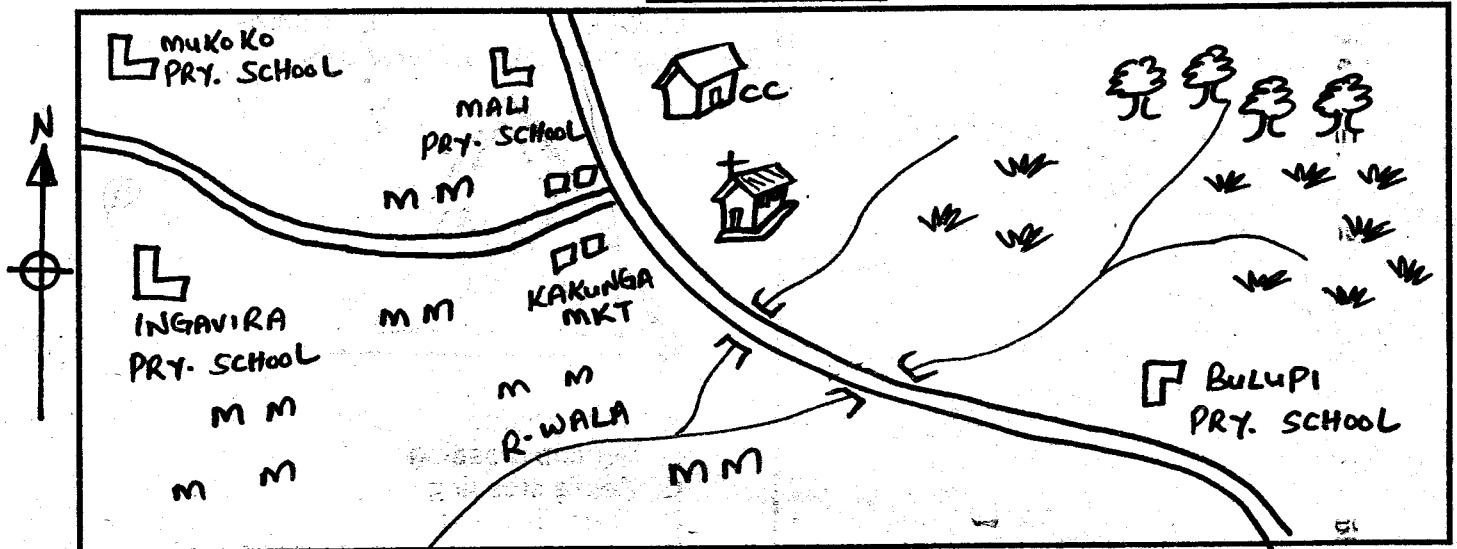 MUKOKO
PRY. SCHOOL
MALI
PRY. SCHOOL
CC
N
KAKUNGA
MKT
INGAVIRA
PRY. SCHOOL
R-WALA
BULUPI
PRY. SCHOOL